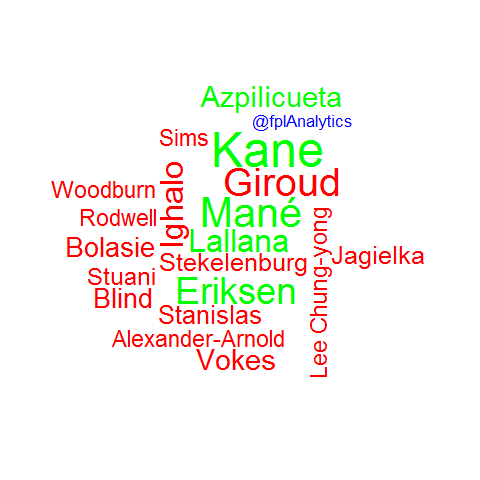 Azpilicueta
@fplAnalytics
Sims
Kane
Giroud
Ighalo
Woodburn
Mané
Rodwell
Lallana
Bolasie
Stekelenburg
Lee Chung-yong
Jagielka
Stuani
Eriksen
Blind
Stanislas
Alexander-Arnold
Vokes